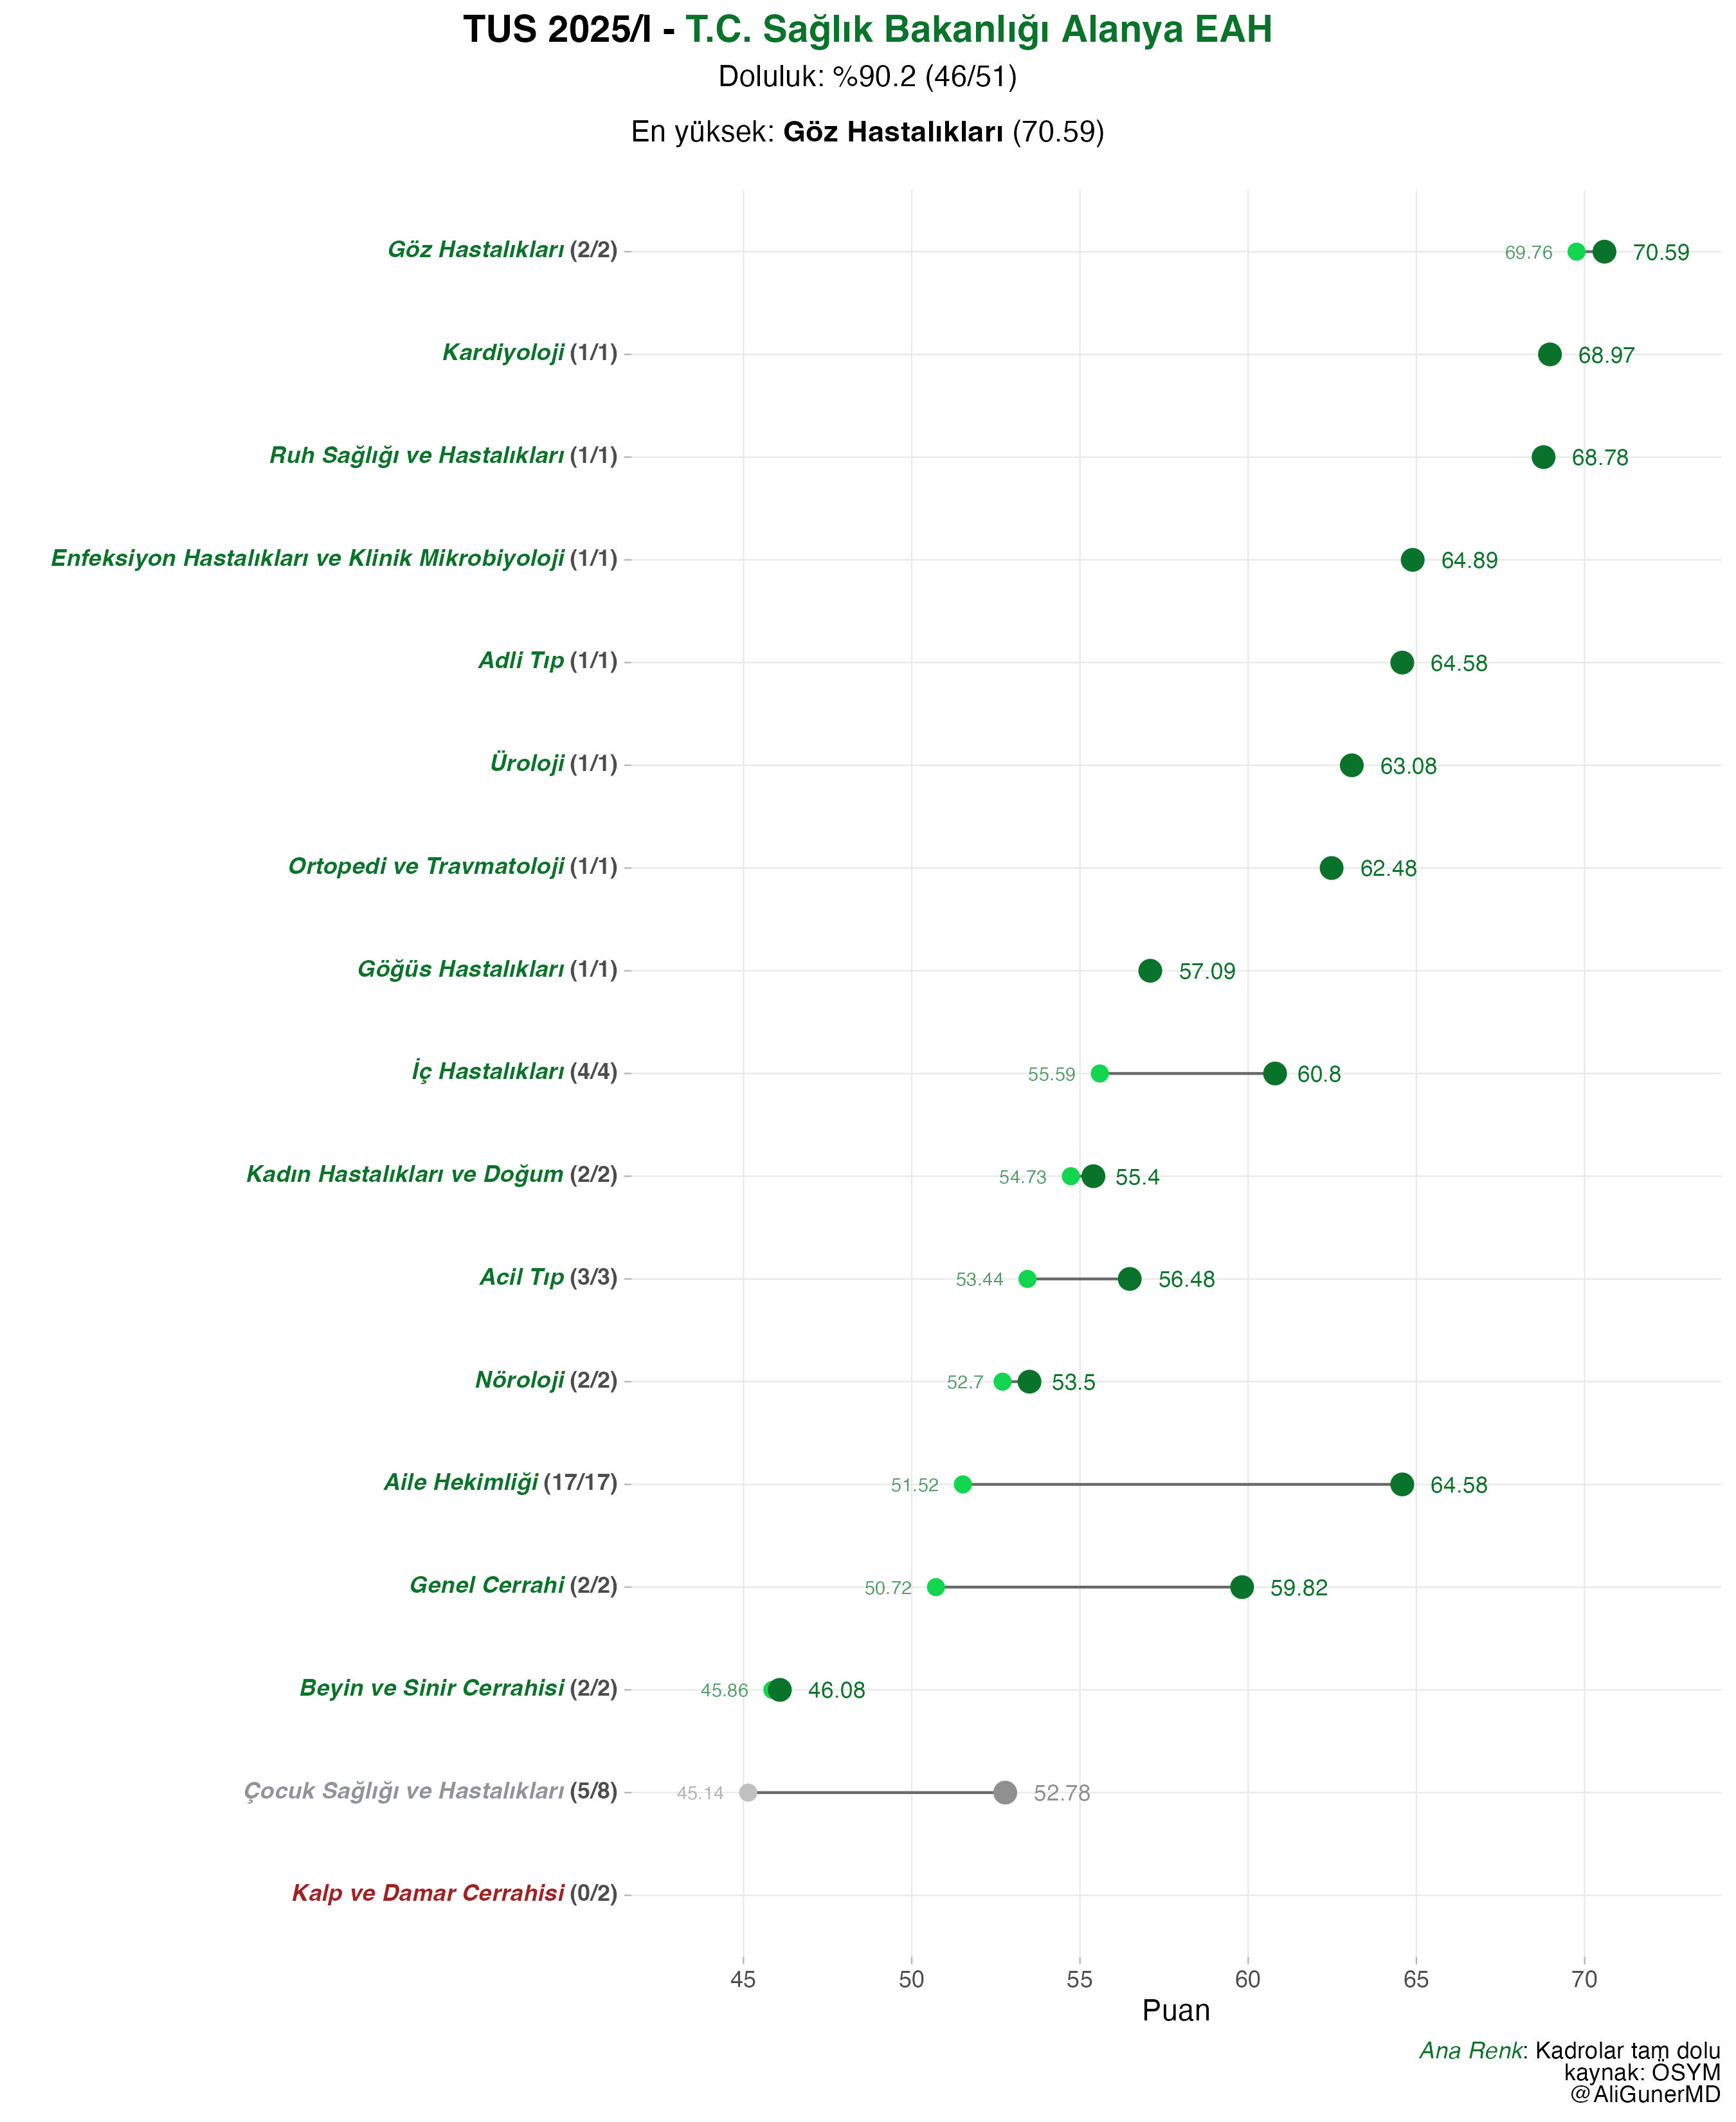 TUS 2025/I - T.C. Sağlık Bakanlığı Alanya EAH
Doluluk: %90.2 (46/51)
En yüksek: Göz Hastalıkları (70.59)
Göz Hastalıkları (2/2) 69.76 70.59
Kardiyoloji (1/1) 68.97
Ruh Sağlığı ve Hastalıkları (1/1) 68.78
Enfeksiyon Hastalıkları ve Klinik Mikrobiyoloji (1/1) 64.89
Adli Tıp (1/1) 64.58
Üroloji (1/1) 63.08
Ortopedi ve Travmatoloji (1/1) 62.48
Göğüs Hastalıkları (1/1) 57.09
İç Hastalıkları (4/4) 55.59 60.8
Kadın Hastalıkları ve Doğum (2/2) 54.73 55.4
Acil Tıp (3/3) 53.44 56.48
Nöroloji (2/2) 52.7 53.5
Aile Hekimliği (17/17) 51.52 64.58
Genel Cerrahi (2/2) 50.72 59.82
Beyin ve Sinir Cerrahisi (2/2) 45.86 46.08
Çocuk Sağlığı ve Hastalıkları (5/8) 45.14 52.78
Kalp ve Damar Cerrahisi (0/2)
45 50 55 60 65 70
Puan
Ana Renk: Kadrolar tam dolu
kaynak: ÖSYM
@AliGunerMD